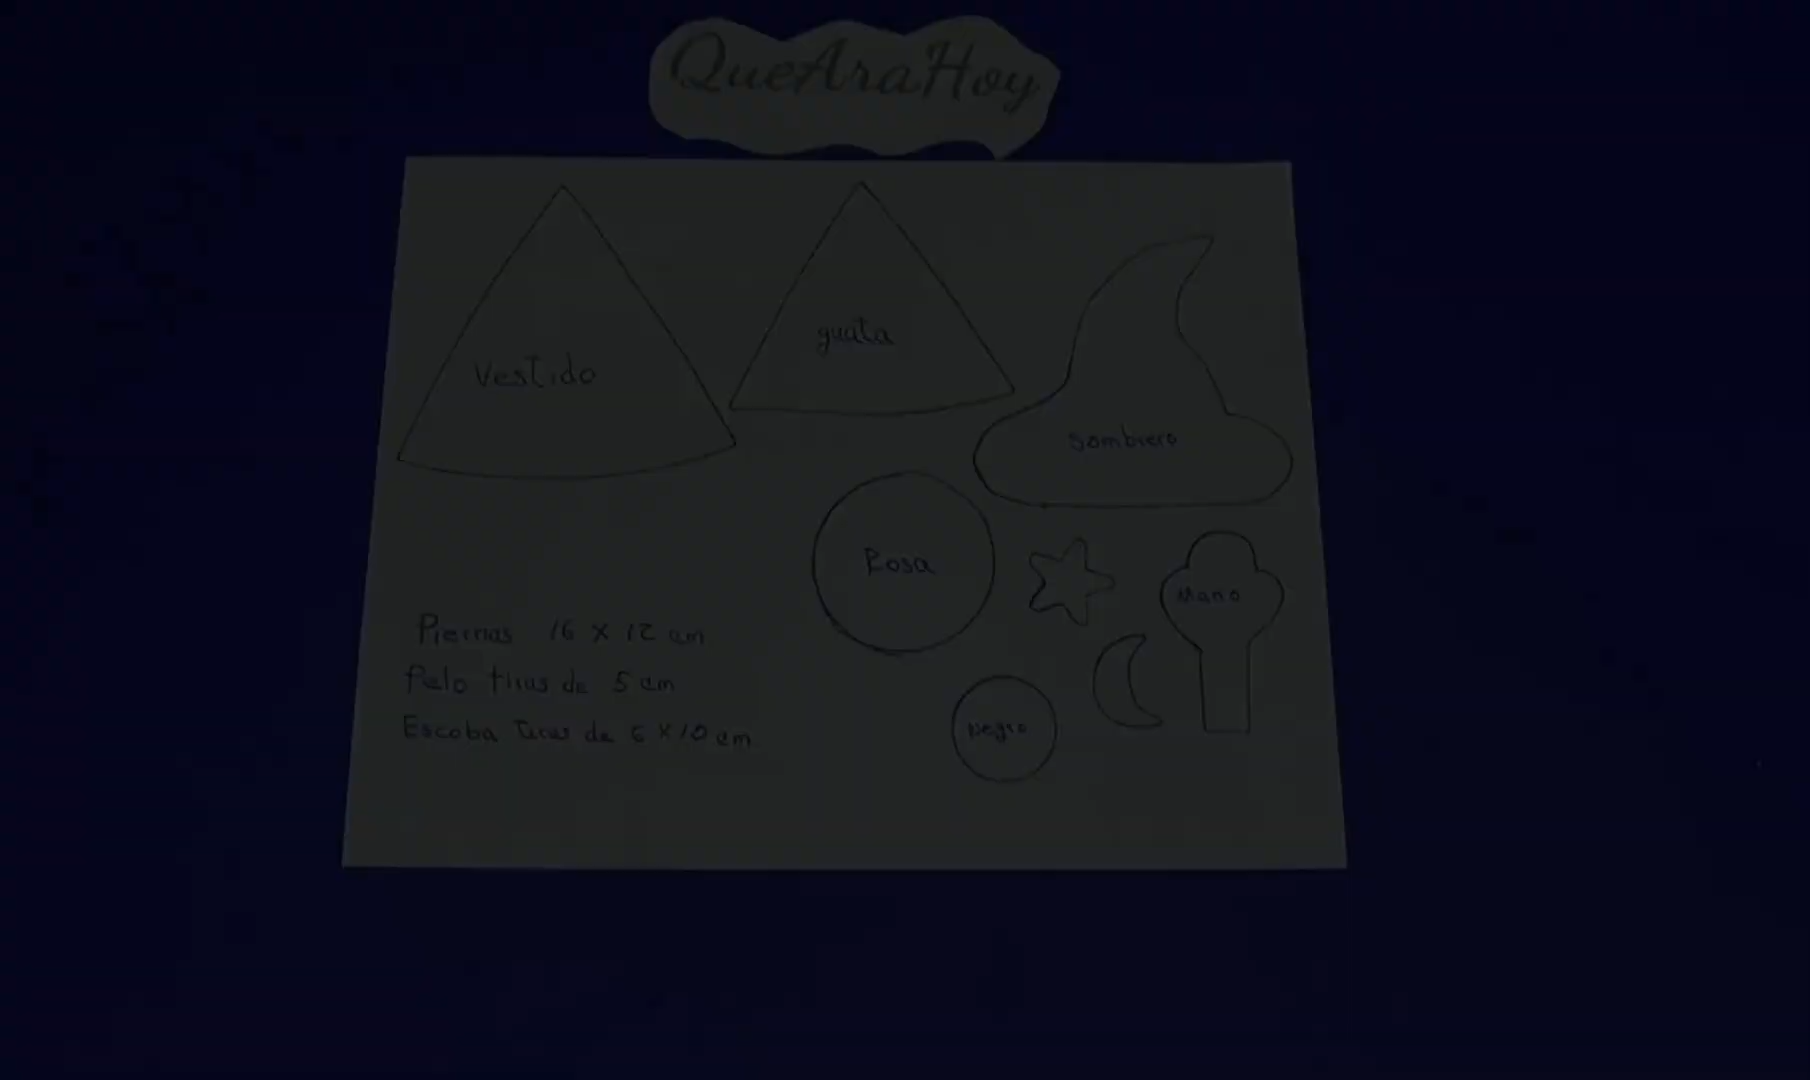 QueAraHoy
Vestido
guata
Sombrero
Rosa
Mano
negro
Piernas 16 X 12 cm
Pelo tiras de 5 cm
Escoba tiras de 6 X 10 cm